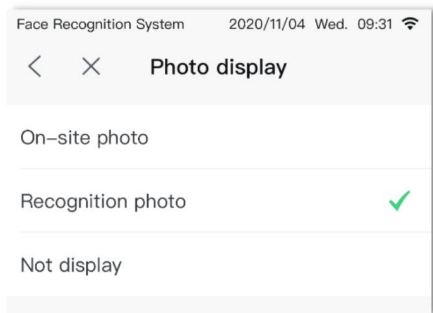 Face Recognition System 2020/11/04 Wed. 09:31
Photo display
On-site photo
Recognition photo
Not display